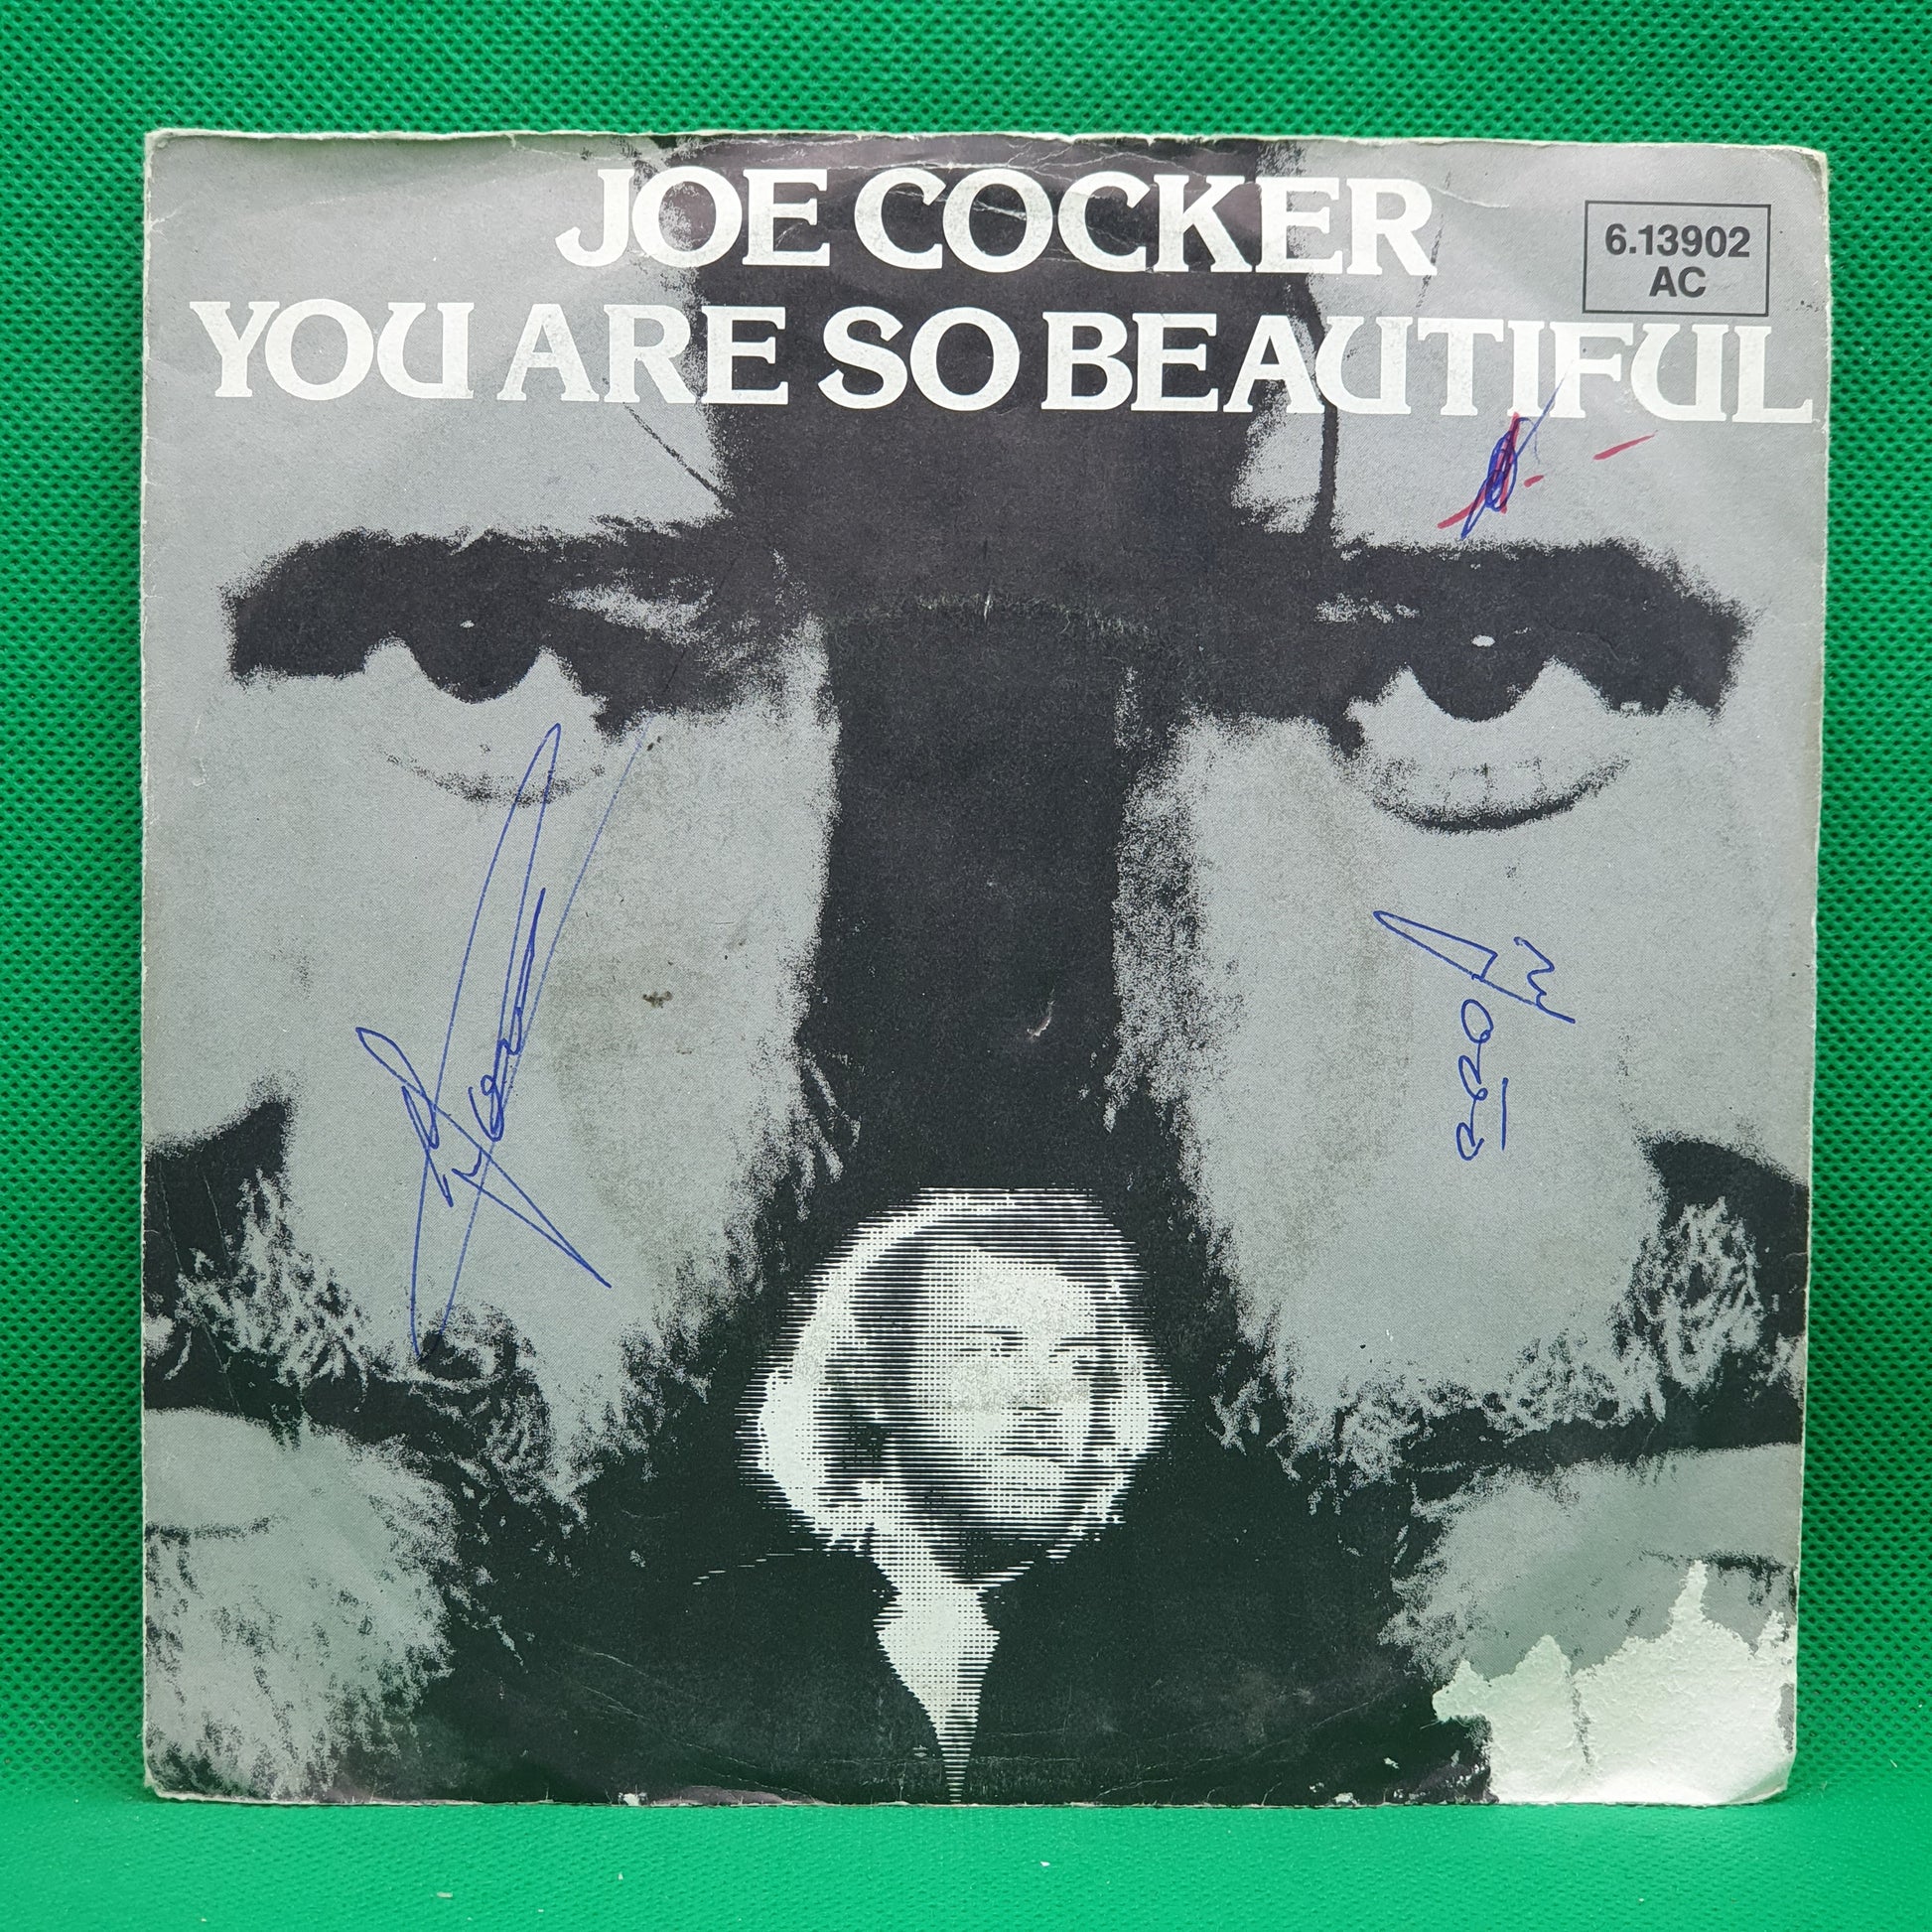 JOE COCKER
6.13902
AC
YOU ARE SO BEAUTIFUL